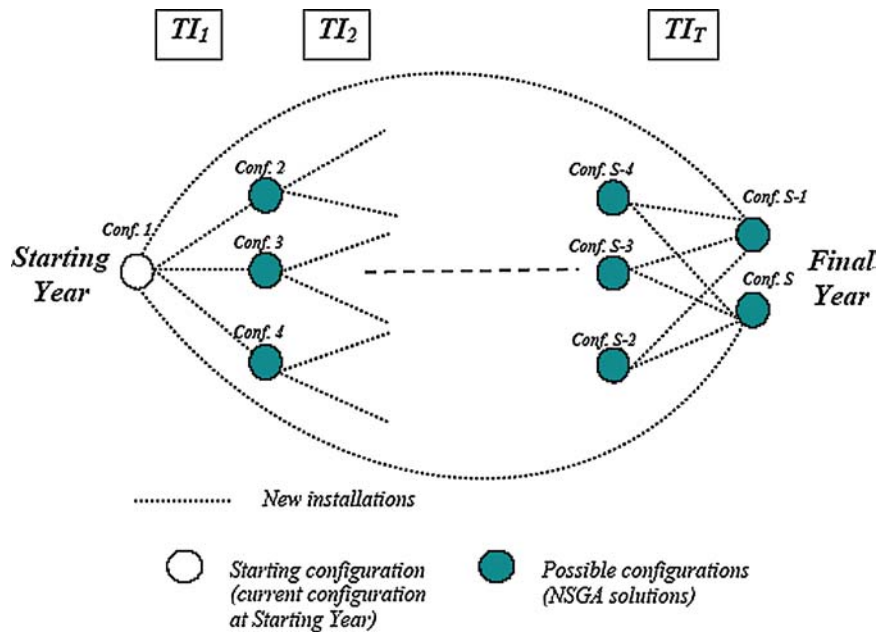 TI1
TI2
TIT
Conf. 2
Conf. S-4
Conf. S-1
Conf. 1
Conf. 3
Conf. S-3
Starting
Year
Conf. S
Final
Year
Conf. 4
Conf. S-2
New installations
Starting configuration
(current configuration
at Starting Year)
Possible configurations
(NSGA solutions)